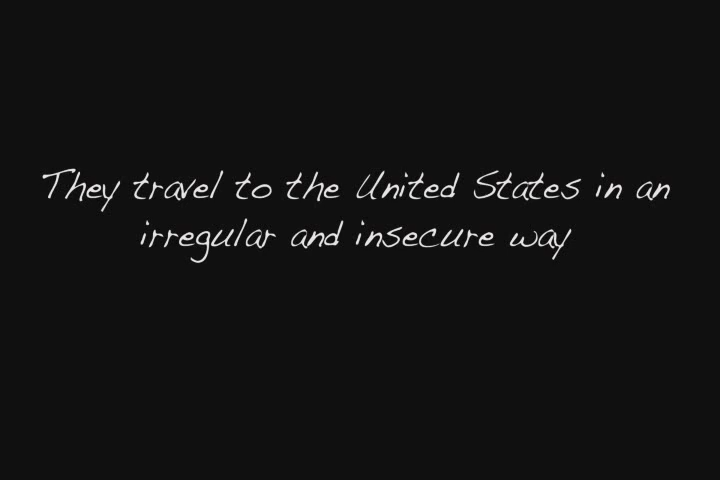 They travel to the United States in an
irregular and insecure way